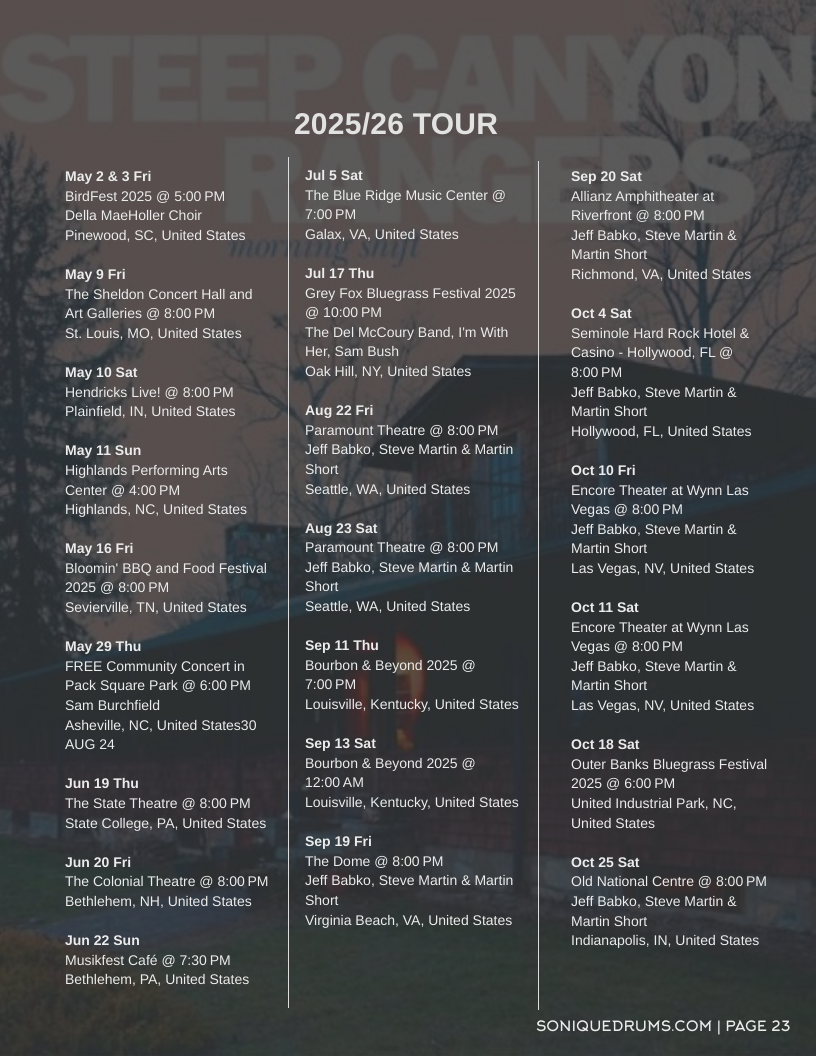 STEEP CANYON
RANGERS
morning shift
2025/26 TOUR
May 2 & 3 Fri
BirdFest 2025 @ 5:00 PM
Della MaeHoller Choir
Pinewood, SC, United States
May 9 Fri
The Sheldon Concert Hall and
Art Galleries @ 8:00 PM
St. Louis, MO, United States
May 10 Sat
Hendricks Live! @ 8:00 PM
Plainfield, IN, United States
May 11 Sun
Highlands Performing Arts
Center @ 4:00 PM
Highlands, NC, United States
May 16 Fri
Bloomin' BBQ and Food Festival
2025 @ 8:00 PM
Sevierville, TN, United States
May 29 Thu
FREE Community Concert in
Pack Square Park @ 6:00 PM
Sam Burchfield
Asheville, NC, United States30
AUG 24
Jun 19 Thu
The State Theatre @ 8:00 PM
State College, PA, United States
Jun 20 Fri
The Colonial Theatre @ 8:00 PM
Bethlehem, NH, United States
Jun 22 Sun
Musikfest Café @ 7:30 PM
Bethlehem, PA, United States
Jul 5 Sat
The Blue Ridge Music Center @
7:00 PM
Galax, VA, United States
Jul 17 Thu
Grey Fox Bluegrass Festival 2025
@ 10:00 PM
The Del McCoury Band, I'm With
Her, Sam Bush
Oak Hill, NY, United States
Aug 22 Fri
Paramount Theatre @ 8:00 PM
Jeff Babko, Steve Martin & Martin
Short
Seattle, WA, United States
Aug 23 Sat
Paramount Theatre @ 8:00 PM
Jeff Babko, Steve Martin & Martin
Short
Seattle, WA, United States
Sep 11 Thu
Bourbon & Beyond 2025 @
7:00 PM
Louisville, Kentucky, United States
Sep 13 Sat
Bourbon & Beyond 2025 @
12:00 AM
Louisville, Kentucky, United States
Sep 19 Fri
The Dome @ 8:00 PM
Jeff Babko, Steve Martin & Martin
Short
Virginia Beach, VA, United States
Sep 20 Sat
Allianz Amphitheater at
Riverfront @ 8:00 PM
Jeff Babko, Steve Martin &
Martin Short
Richmond, VA, United States
Oct 4 Sat
Seminole Hard Rock Hotel &
Casino - Hollywood, FL @
8:00 PM
Jeff Babko, Steve Martin &
Martin Short
Hollywood, FL, United States
Oct 10 Fri
Encore Theater at Wynn Las
Vegas @ 8:00 PM
Jeff Babko, Steve Martin &
Martin Short
Las Vegas, NV, United States
Oct 11 Sat
Encore Theater at Wynn Las
Vegas @ 8:00 PM
Jeff Babko, Steve Martin &
Martin Short
Las Vegas, NV, United States
Oct 18 Sat
Outer Banks Bluegrass Festival
2025 @ 6:00 PM
United Industrial Park, NC,
United States
Oct 25 Sat
Old National Centre @ 8:00 PM
Jeff Babko, Steve Martin &
Martin Short
Indianapolis, IN, United States
SONIQUEDRUMS.COM | PAGE 23